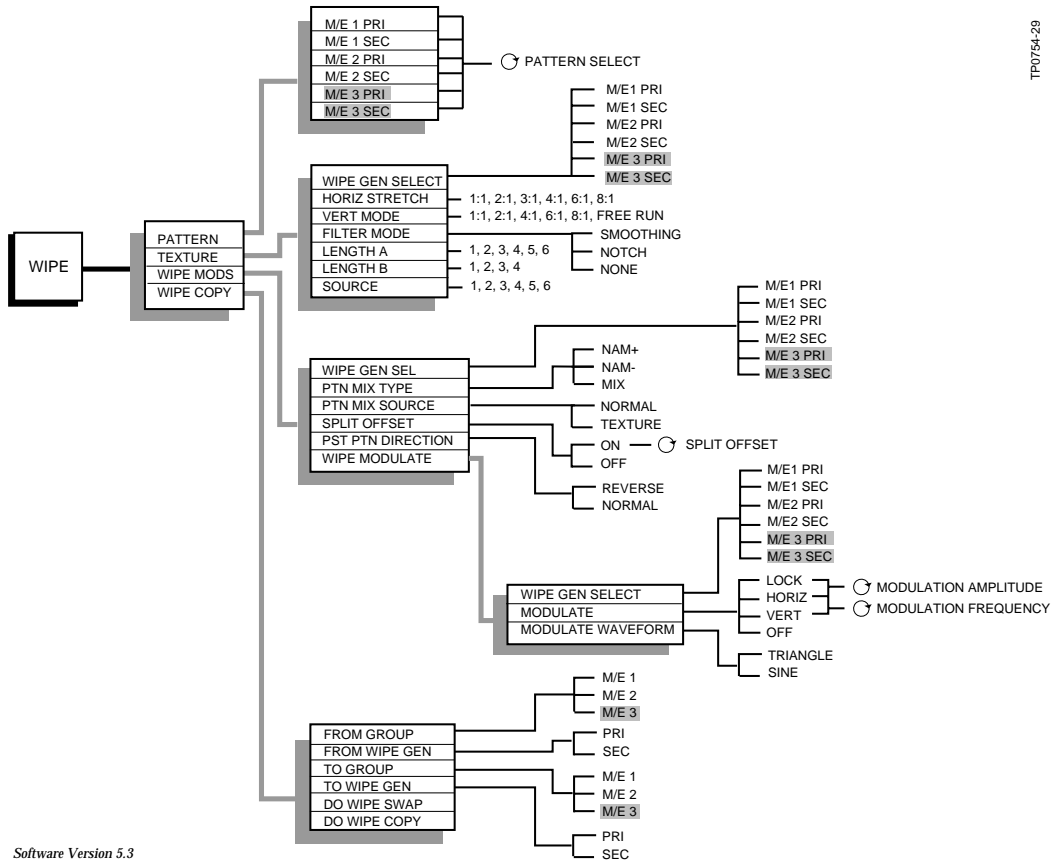 TP0754-29
M/E 1 PRI
M/E 1 SEC
M/E 2 PRI
M/E 2 SEC
M/E 3 PRI
M/E 3 SEC
PATTERN SELECT
M/E1 PRI
M/E1 SEC
M/E2 PRI
M/E2 SEC
M/E 3 PRI
M/E 3 SEC
WIPE GEN SELECT
HORIZ STRETCH
1:1, 2:1, 3:1, 4:1, 6:1, 8:1
VERT MODE
1:1, 2:1, 4:1, 6:1, 8:1, FREE RUN
FILTER MODE
SMOOTHING
NOTCH
NONE
LENGTH A
1, 2, 3, 4, 5, 6
LENGTH B
1, 2, 3, 4
SOURCE
1, 2, 3, 4, 5, 6
WIPE
PATTERN
TEXTURE
WIPE MODS
WIPE COPY
M/E1 PRI
M/E1 SEC
M/E2 PRI
M/E2 SEC
M/E 3 PRI
M/E 3 SEC
WIPE GEN SEL
PTN MIX TYPE
PTN MIX SOURCE
SPLIT OFFSET
PST PTN DIRECTION
WIPE MODULATE
NAM+
NAM-
MIX
NORMAL
TEXTURE
ON
SPLIT OFFSET
OFF
REVERSE
NORMAL
M/E1 PRI
M/E1 SEC
M/E2 PRI
M/E2 SEC
M/E 3 PRI
M/E 3 SEC
WIPE GEN SELECT
MODULATE
MODULATE WAVEFORM
LOCK
HORIZ
VERT
OFF
MODULATION AMPLITUDE
MODULATION FREQUENCY
TRIANGLE
SINE
M/E 1
M/E 2
M/E 3
FROM GROUP
FROM WIPE GEN
TO GROUP
TO WIPE GEN
DO WIPE SWAP
DO WIPE COPY
PRI
SEC
M/E 1
M/E 2
M/E 3
PRI
SEC
Software Version 5.3